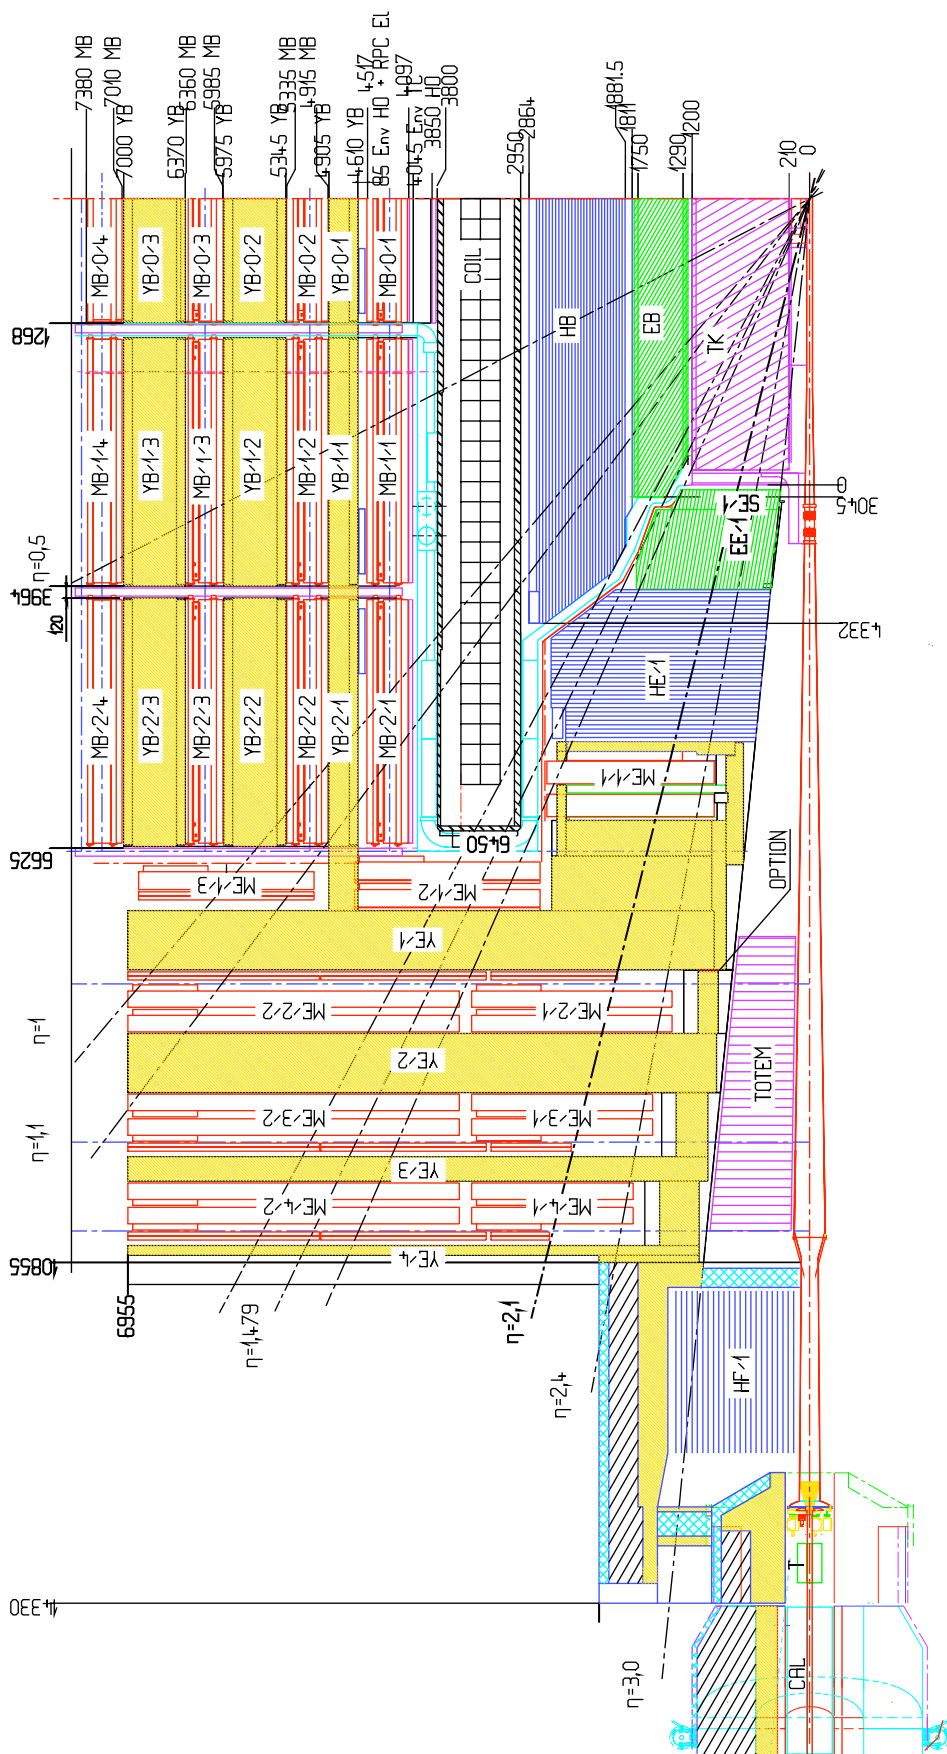 7380 MB
7010 MB
7000 YB
6370 YB
6360 MB
5985 MB
5975 YB
5345 YB
5335 MB
4915 MB
4905 YB
4610 YB
4517
85 Env HO + RPC El
4097
4045 Env TC
3850 HO
3800
2950
2864
1881.5
1811
1750
1290
1200
210
0
MB/0/4
YB/0/3
MB/0/3
YB/0/2
MB/0/2
YB/0/1
MB/0/1
COIL
HB
EB
TK
1268
MB/1/4
YB/1/3
MB/1/3
YB/1/2
MB/1/2
YB/1/1
MB/1/1
0
3045
SE/1
EE/1
η=0,5
3964
120
4332
MB/2/4
YB/2/3
MB/2/3
YB/2/2
MB/2/2
YB/2/1
MB/2/1
HE/1
ME/1/1
6450
6625
ME/1/3
ME/1/2
OPTION
YE/1
η=1
ME/2/2
ME/2/1
YE/2
TOTEM
η=1,1
ME/3/2
ME/3/1
YE/3
ME/4/2
ME/4/1
YE/4
10855
6955
η=1,479
η=2,1
η=2,4
HF/1
T
14330
η=3,0
CAL